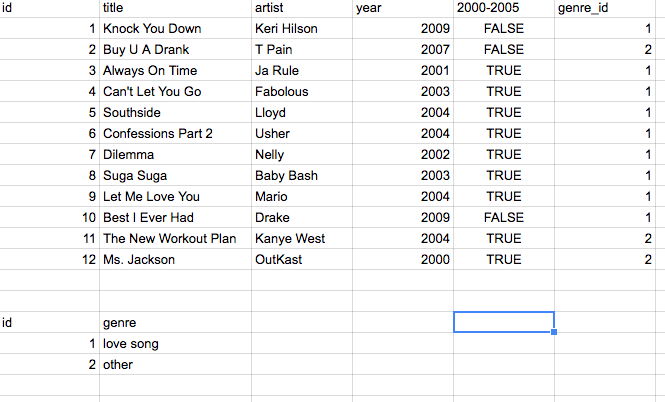 id title artist year 2000-2005 genre_id
1 Knock You Down Keri Hilson 2009 FALSE 1
2 Buy U A Drank T Pain 2007 FALSE 2
3 Always On Time Ja Rule 2001 TRUE 1
4 Can't Let You Go Fabolous 2003 TRUE 1
5 Southside Lloyd 2004 TRUE 1
6 Confessions Part 2 Usher 2004 TRUE 1
7 Dilemma Nelly 2002 TRUE 1
8 Suga Suga Baby Bash 2003 TRUE 1
9 Let Me Love You Mario 2004 TRUE 1
10 Best I Ever Had Drake 2009 FALSE 1
11 The New Workout Plan Kanye West 2004 TRUE 2
12 Ms. Jackson OutKast 2000 TRUE 2
id genre
1 love song
2 other